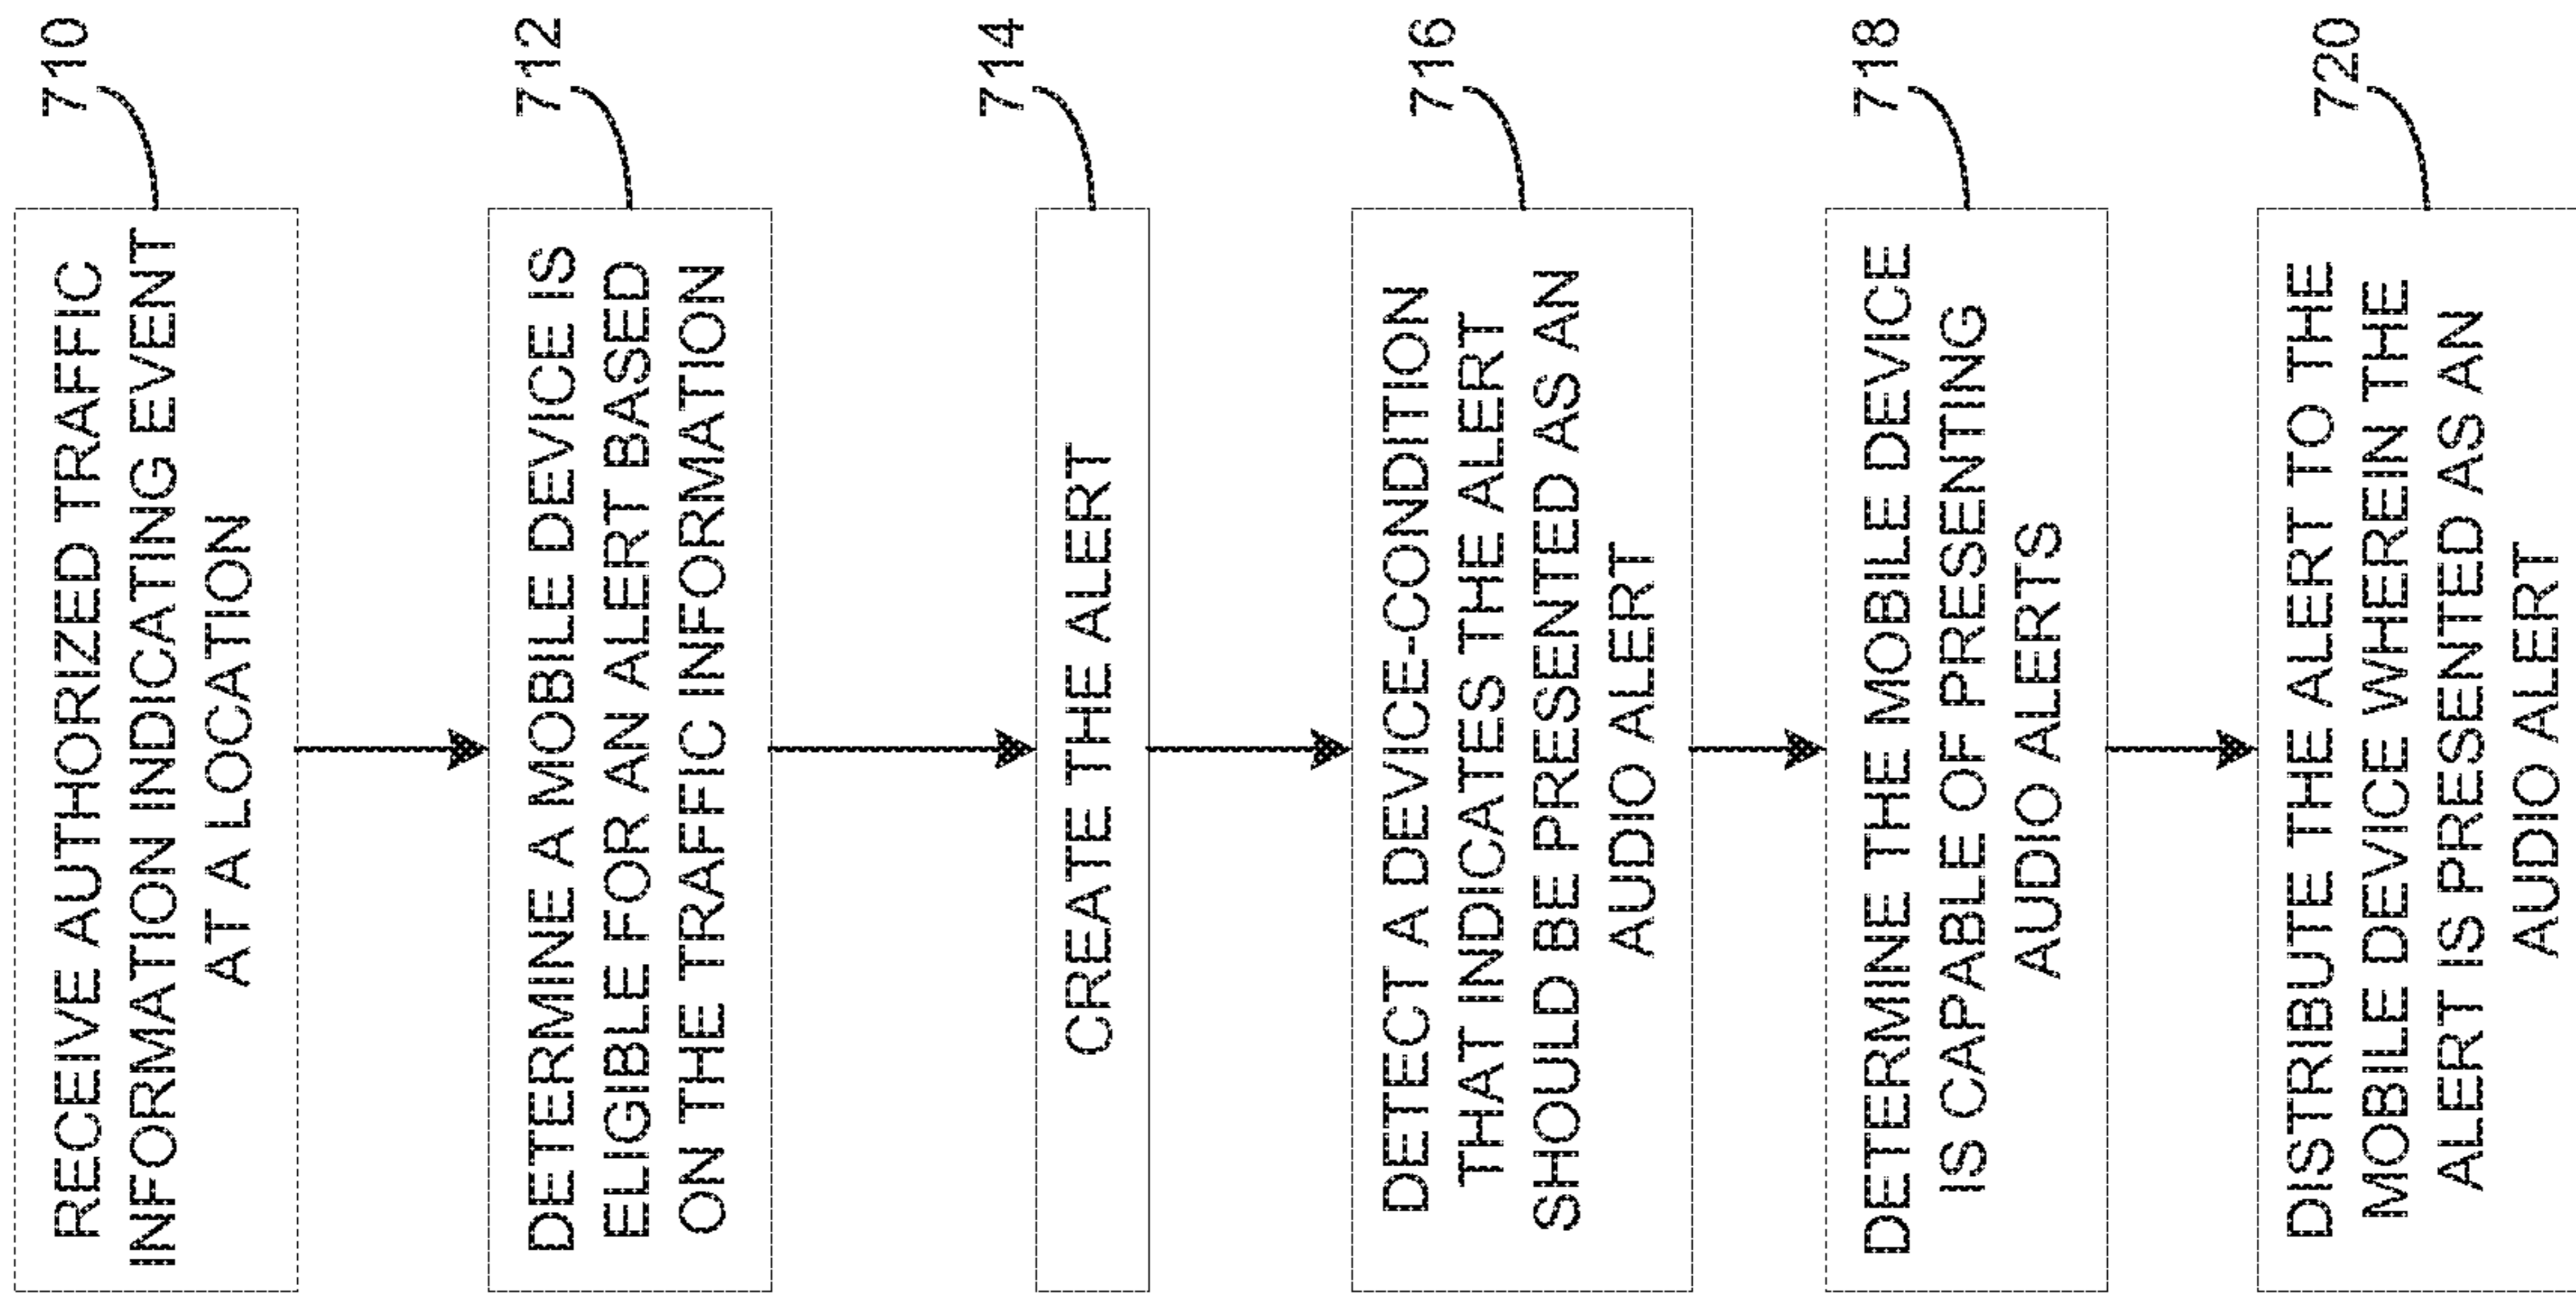 RECEIVE AUTHORIZED TRAFFIC
INFORMATION INDICATING EVENT
AT A LOCATION
710
DETERMINE A MOBILE DEVICE IS
ELIGIBLE FOR AN ALERT BASED
ON THE TRAFFIC INFORMATION
712
CREATE THE ALERT
714
DETECT A DEVICE-CONDITION
THAT INDICATES THE ALERT
SHOULD BE PRESENTED AS AN
AUDIO ALERT
716
DETERMINE THE MOBILE DEVICE
IS CAPABLE OF PRESENTING
AUDIO ALERTS
718
DISTRIBUTE THE ALERT TO THE
MOBILE DEVICE WHEREIN THE
ALERT IS PRESENTED AS AN
AUDIO ALERT
720